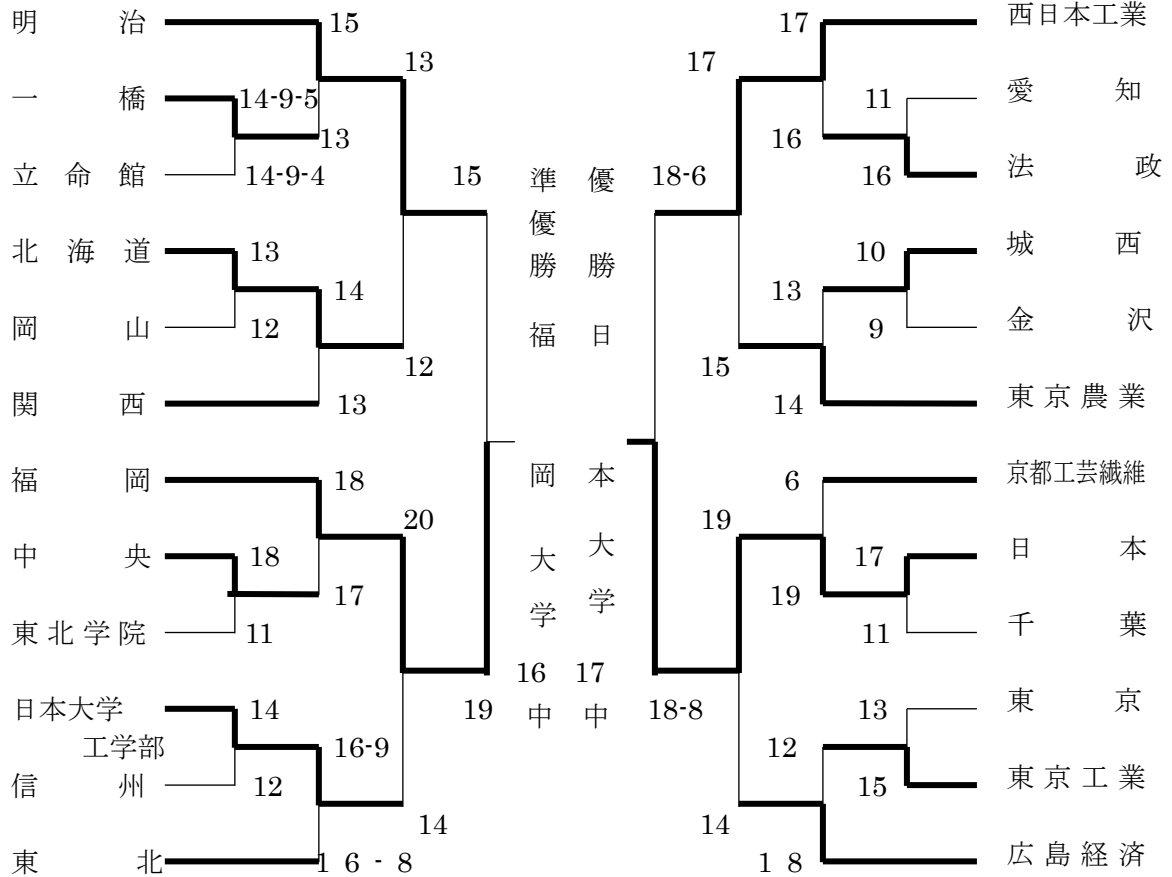 明治 15 17 西日本工業
13 17
一橋 14-9-5 11 愛知
13 16
立命館 14-9-4 15 18-6 16 法政
北海道 13 10 城西
14 13
岡山 12 9 金沢
12 15
関西 13 14 東京農業
準優勝 福岡大学 16中
優勝 日本大学 17中
福岡 18 6 京都工芸繊維
20 19
中央 18 17 日本
17 19
東北学院 11 11 千葉
19 18-8
日本大学 14 13 東京
工学部 16-9 12
信州 12 15 東京工業
14 14
東北 16-8 18 広島経済